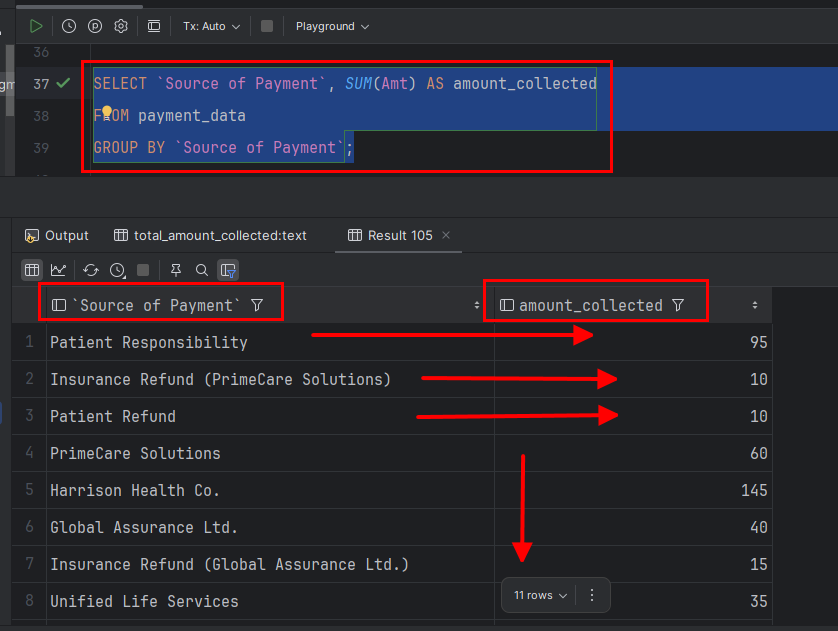 Tx: Auto Playground
36
37 SELECT `Source of Payment`, SUM(Amt) AS amount_collected
38 FROM payment_data
39 GROUP BY `Source of Payment`;
Output total_amount_collected:text Result 105
`Source of Payment` amount_collected
1 Patient Responsibility 95
2 Insurance Refund (PrimeCare Solutions) 10
3 Patient Refund 10
4 PrimeCare Solutions 60
5 Harrison Health Co. 145
6 Global Assurance Ltd. 40
7 Insurance Refund (Global Assurance Ltd.) 15
8 Unified Life Services 35
11 rows